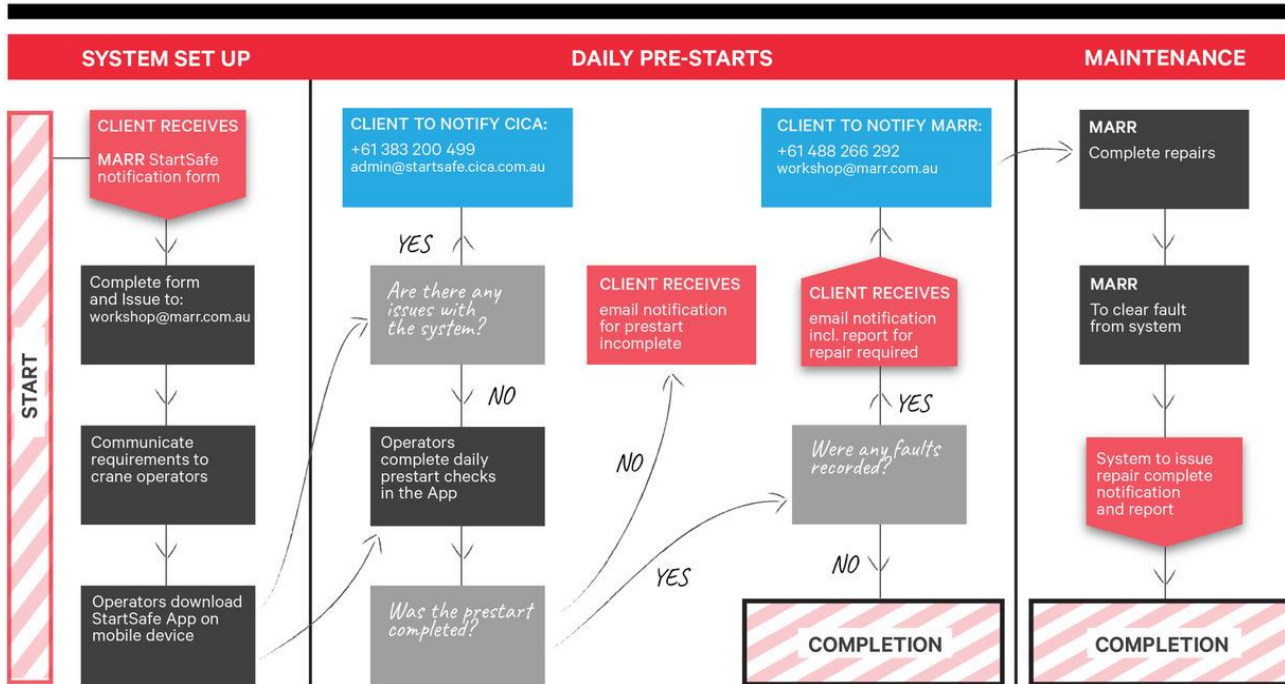 SYSTEM SET UP
DAILY PRE-STARTS
MAINTENANCE
START
CLIENT RECEIVES
MARR StartSafe
notification form
Complete form
and Issue to:
workshop@marr.com.au
Communicate
requirements to
crane operators
Operators download
StartSafe App on
mobile device
CLIENT TO NOTIFY CICA:
+61 383 200 499
admin@startsafe.cica.com.au
YES
Are there any
issues with
the system?
NO
Operators
complete daily
prestart checks
in the App
Was the prestart
completed?
NO
YES
CLIENT RECEIVES
email notification
for prestart
incomplete
CLIENT TO NOTIFY MARR:
+61 488 266 292
workshop@marr.com.au
CLIENT RECEIVES
email notification
incl. report for
repair required
YES
Were any faults
recorded?
NO
COMPLETION
MARR
Complete repairs
MARR
To clear fault
from system
System to issue
repair complete
notification
and report
COMPLETION